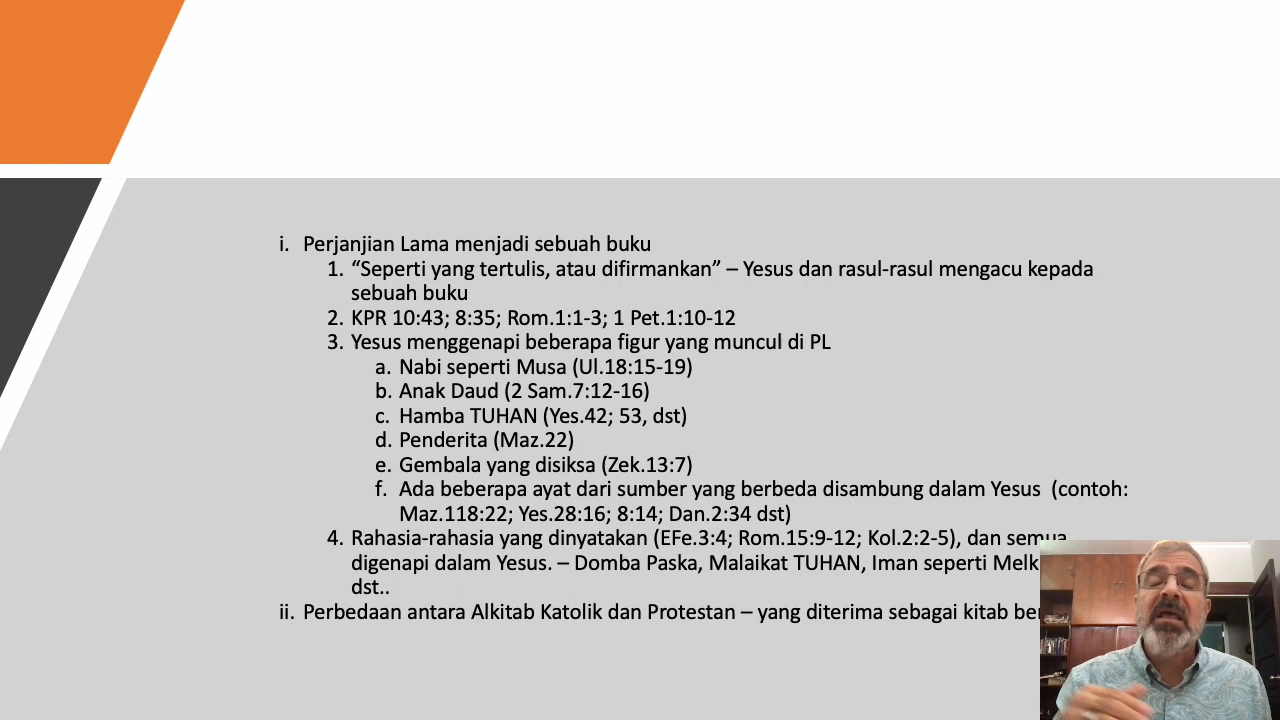 i. Perjanjian Lama menjadi sebuah buku
1. “Seperti yang tertulis, atau difirmankan” – Yesus dan rasul-rasul mengacu kepada
sebuah buku
2. KPR 10:43; 8:35; Rom.1:1-3; 1 Pet.1:10-12
3. Yesus menggenapi beberapa figur yang muncul di PL
a. Nabi seperti Musa (Ul.18:15-19)
b. Anak Daud (2 Sam.7:12-16)
c. Hamba TUHAN (Yes.42; 53, dst)
d. Penderita (Maz.22)
e. Gembala yang disiksa (Zek.13:7)
f. Ada beberapa ayat dari sumber yang berbeda disambung dalam Yesus (contoh:
Maz.118:22; Yes.28:16; 8:14; Dan.2:34 dst)
4. Rahasia-rahasia yang dinyatakan (EFe.3:4; Rom.15:9-12; Kol.2:2-5), dan semua
digenapi dalam Yesus. – Domba Paska, Malaikat TUHAN, Iman seperti
dst..
ii. Perbedaan antara Alkitab Katolik dan Protestan – yang diterima sebagai kitab